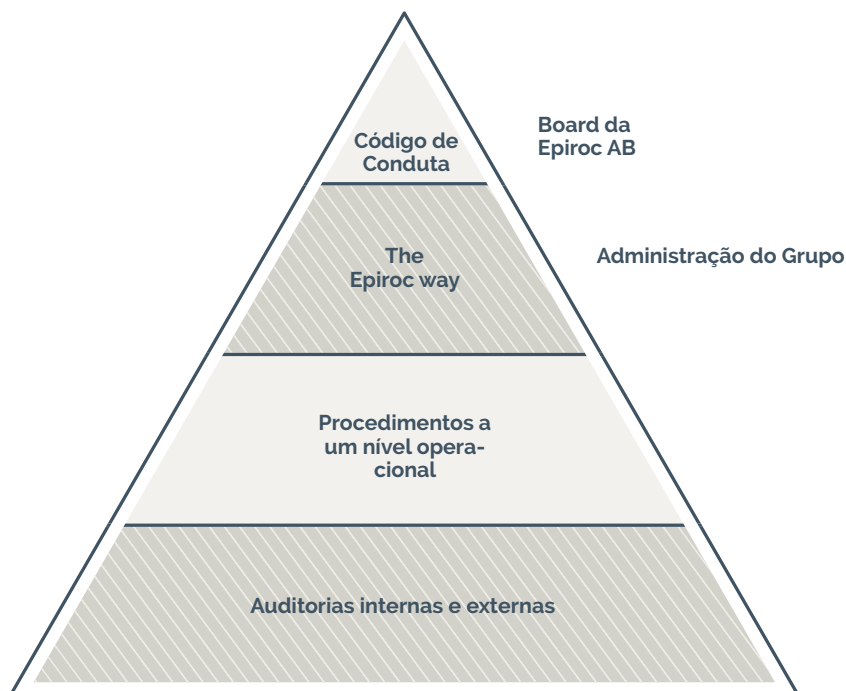 Código de
Conduta
Board da
Epiroc AB
The
Epiroc way
Administração do Grupo
Procedimentos a
um nível opera-
cional
Auditorias internas e externas